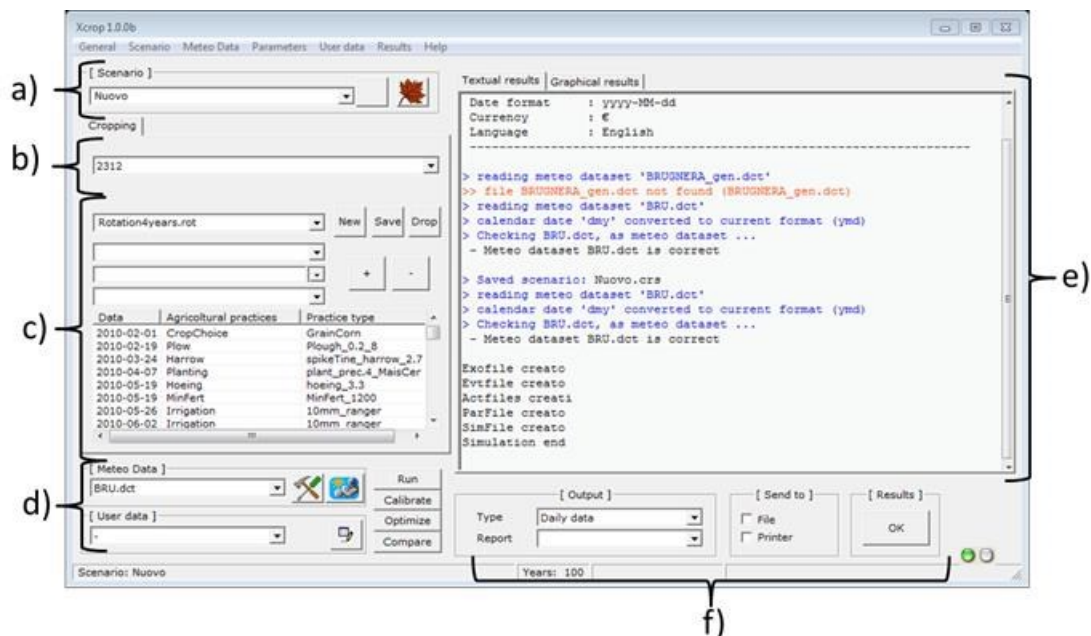 Xcrop 1.0.0b
General Scenario Meteo Data Parameters User data Results Help
a)
[ Scenario ]
Nuovo
Cropping
b)
2312
c)
Rotation4years.rot
New Save Drop
+ -
Data Agricoltural practices Practice type
2010-02-01 CropChoice GrainCorn
2010-02-19 Plow Plough_0.2_8
2010-03-24 Harrow spikeTine_harrow_2.7
2010-04-07 Planting plant_prec.4_MaisCer
2010-05-19 Hoeing hoeing_3.3
2010-05-19 MinFert MinFert_1200
2010-05-26 Irrigation 10mm_ranger
2010-06-02 Irrigation 10mm_ranger
d)
[ Meteo Data ]
BRU.dct
[ User data ]
-
Run
Calibrate
Optimize
Compare
e)
Textual results Graphical results
Date format : yyyy-MM-dd
Currency : €
Language : English
--------------------------------------------------------------------
> reading meteo dataset 'BRUGNERA_gen.dct'
>> file BRUGNERA_gen.dct not found (BRUGNERA_gen.dct)
> reading meteo dataset 'BRU.dct'
> calendar date 'dmy' converted to current format (ymd)
> Checking BRU.dct, as meteo dataset ...
- Meteo dataset BRU.dct is correct
> Saved scenario: Nuovo.crs
> reading meteo dataset 'BRU.dct'
> calendar date 'dmy' converted to current format (ymd)
> Checking BRU.dct, as meteo dataset ...
- Meteo dataset BRU.dct is correct
Exofile creato
Evtfile creato
Actfiles creati
ParFile creato
SimFile creato
Simulation end
[ Output ]
Type Daily data
Report
[ Send to ]
File
Printer
[ Results ]
OK
Scenario: Nuovo
Years: 100
f)